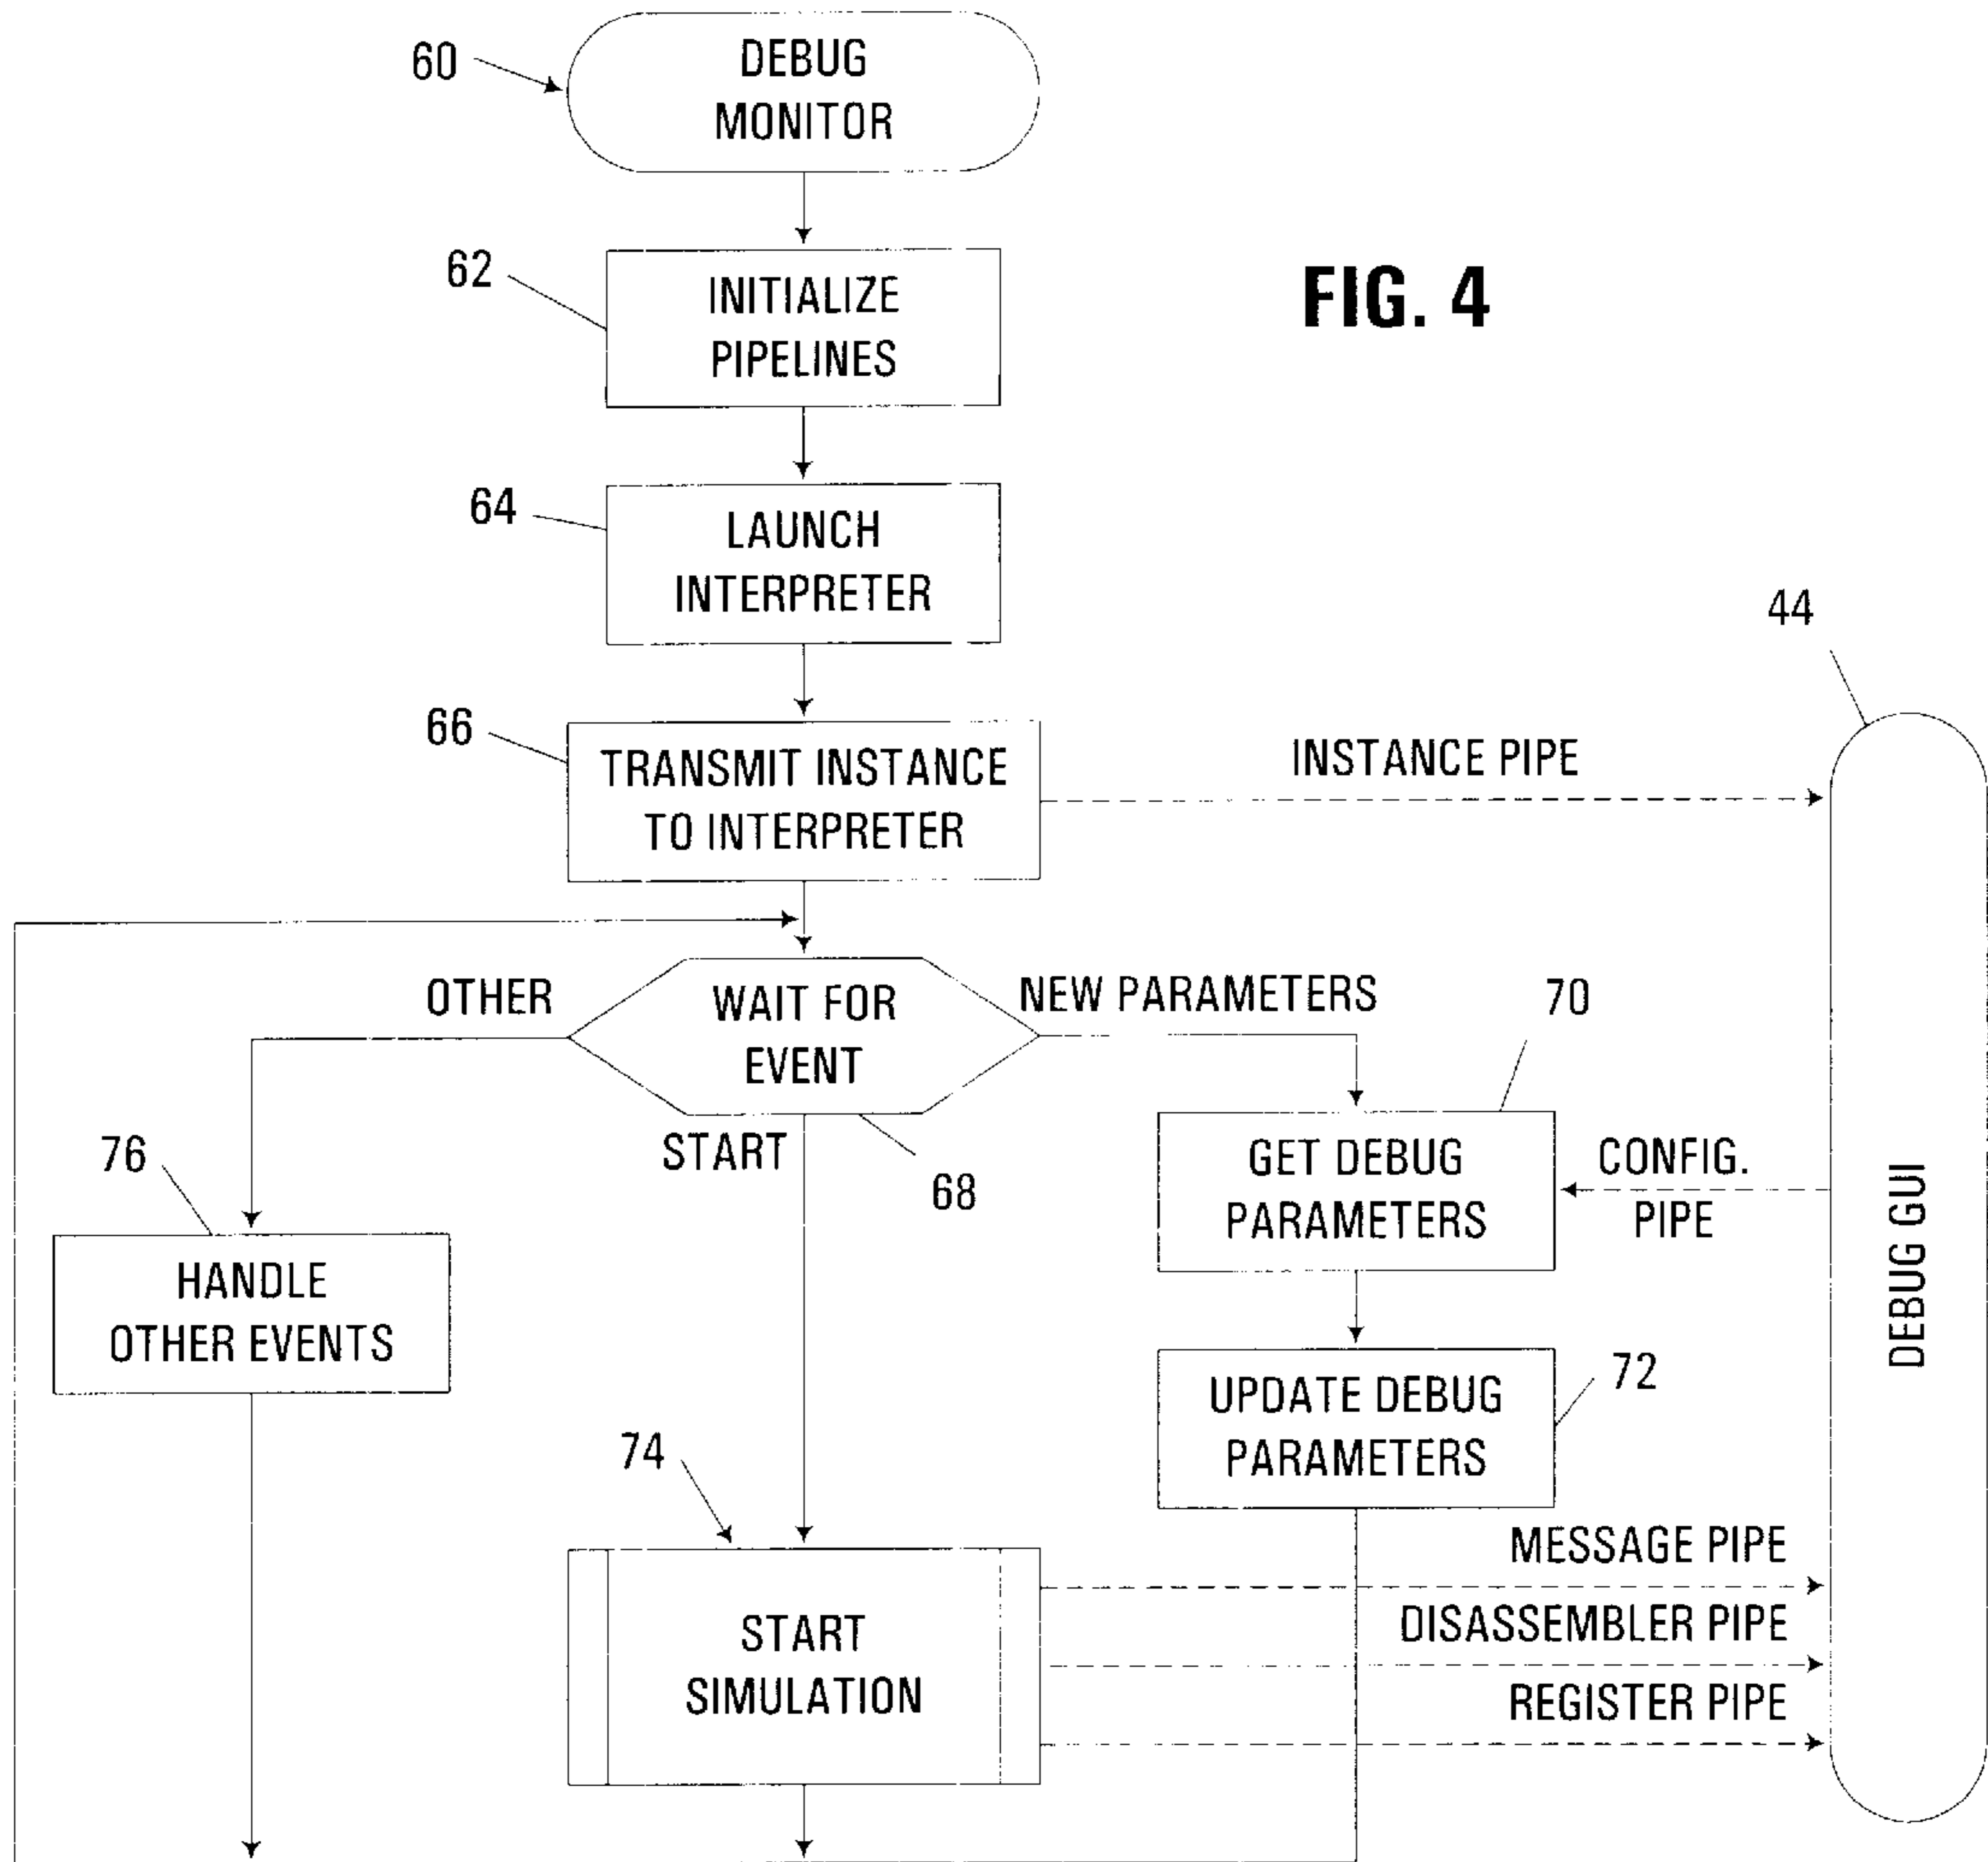 60
DEBUG
MONITOR
62
INITIALIZE
PIPELINES
FIG. 4
64
LAUNCH
INTERPRETER
44
66
TRANSMIT INSTANCE
TO INTERPRETER
INSTANCE PIPE
OTHER
WAIT FOR
EVENT
NEW PARAMETERS
70
START
68
76
HANDLE
OTHER EVENTS
GET DEBUG
PARAMETERS
CONFIG.
PIPE
DEBUG GUI
72
UPDATE DEBUG
PARAMETERS
74
START
SIMULATION
MESSAGE PIPE
DISASSEMBLER PIPE
REGISTER PIPE